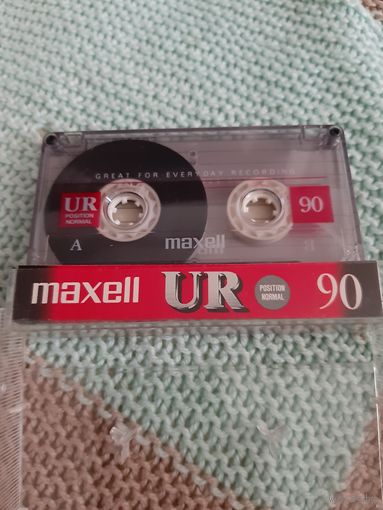 GREAT FOR EVERYDAY RECORDING
UR
POSITION
NORMAL
90
A
maxell
maxell UR POSITION NORMAL 90